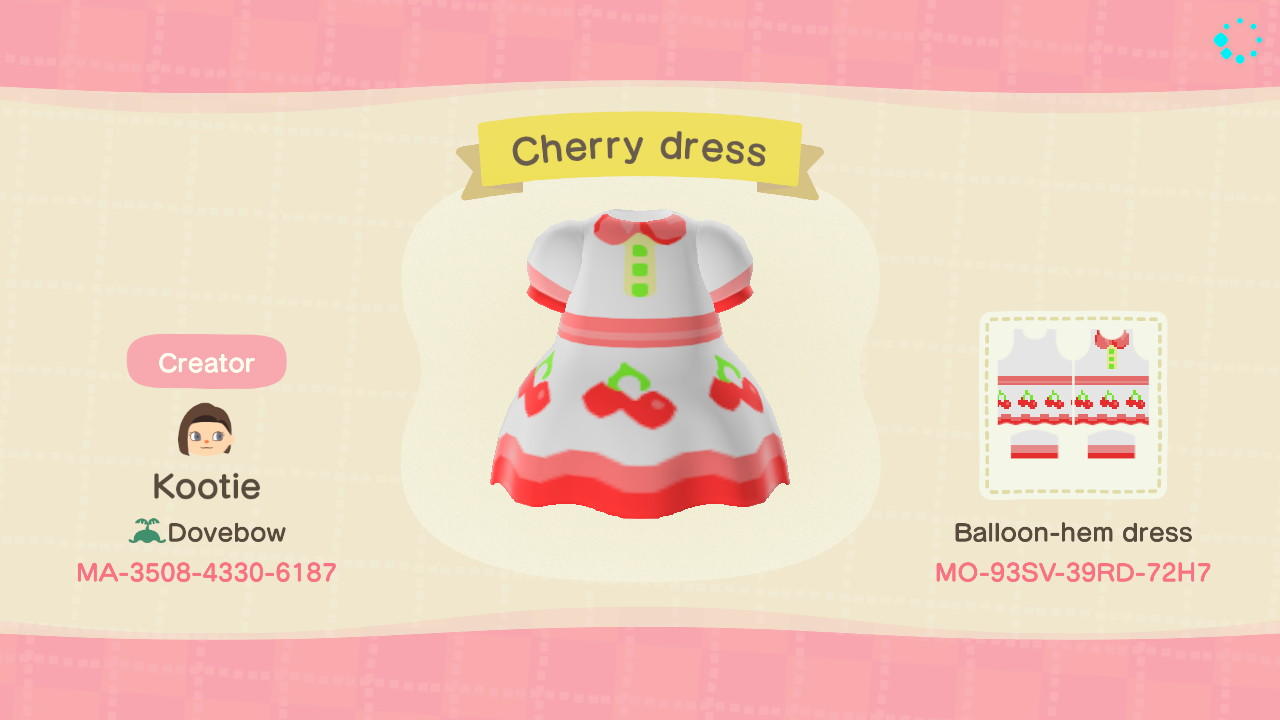 Cherry dress
Creator
Kootie
Dovebow
MA-3508-4330-6187
Balloon-hem dress
MO-93SV-39RD-72H7